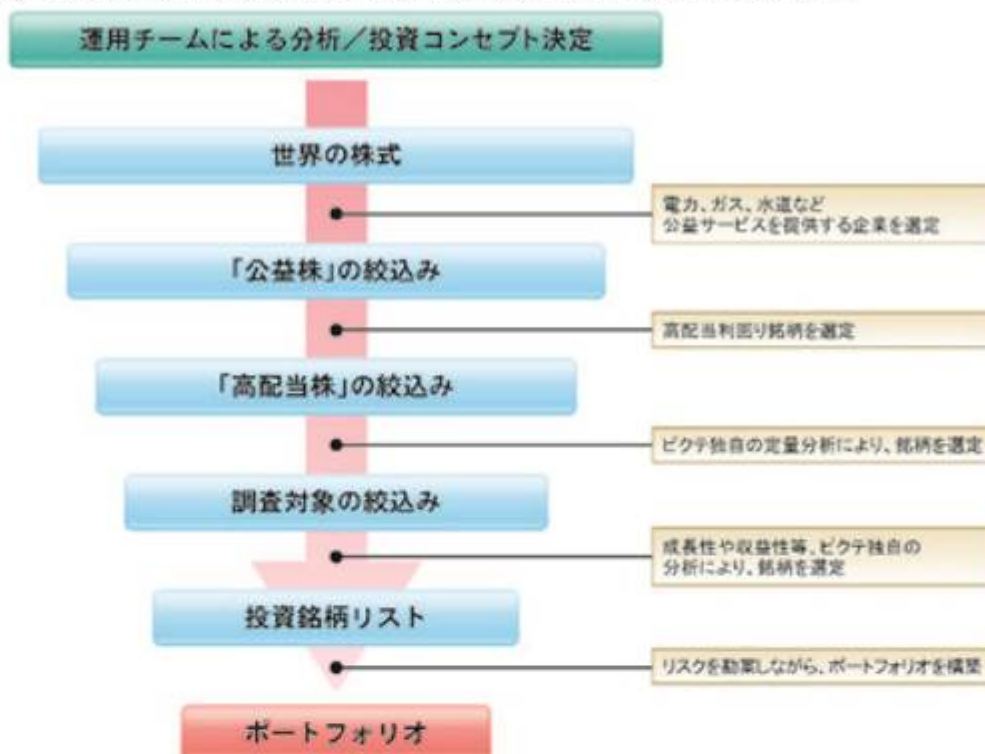 運用チームによる分析／投資コンセプト決定
世界の株式
電力、ガス、水道など
公益サービスを提供する企業を選定
「公益株」の絞込み
高配当利回り銘柄を選定
「高配当株」の絞込み
ピクテ独自の定量分析により、銘柄を選定
調査対象の絞込み
成長性や収益性等、ピクテ独自の
分析により、銘柄を選定
投資銘柄リスト
リスクを勘案しながら、ポートフォリオを構築
ポートフォリオ